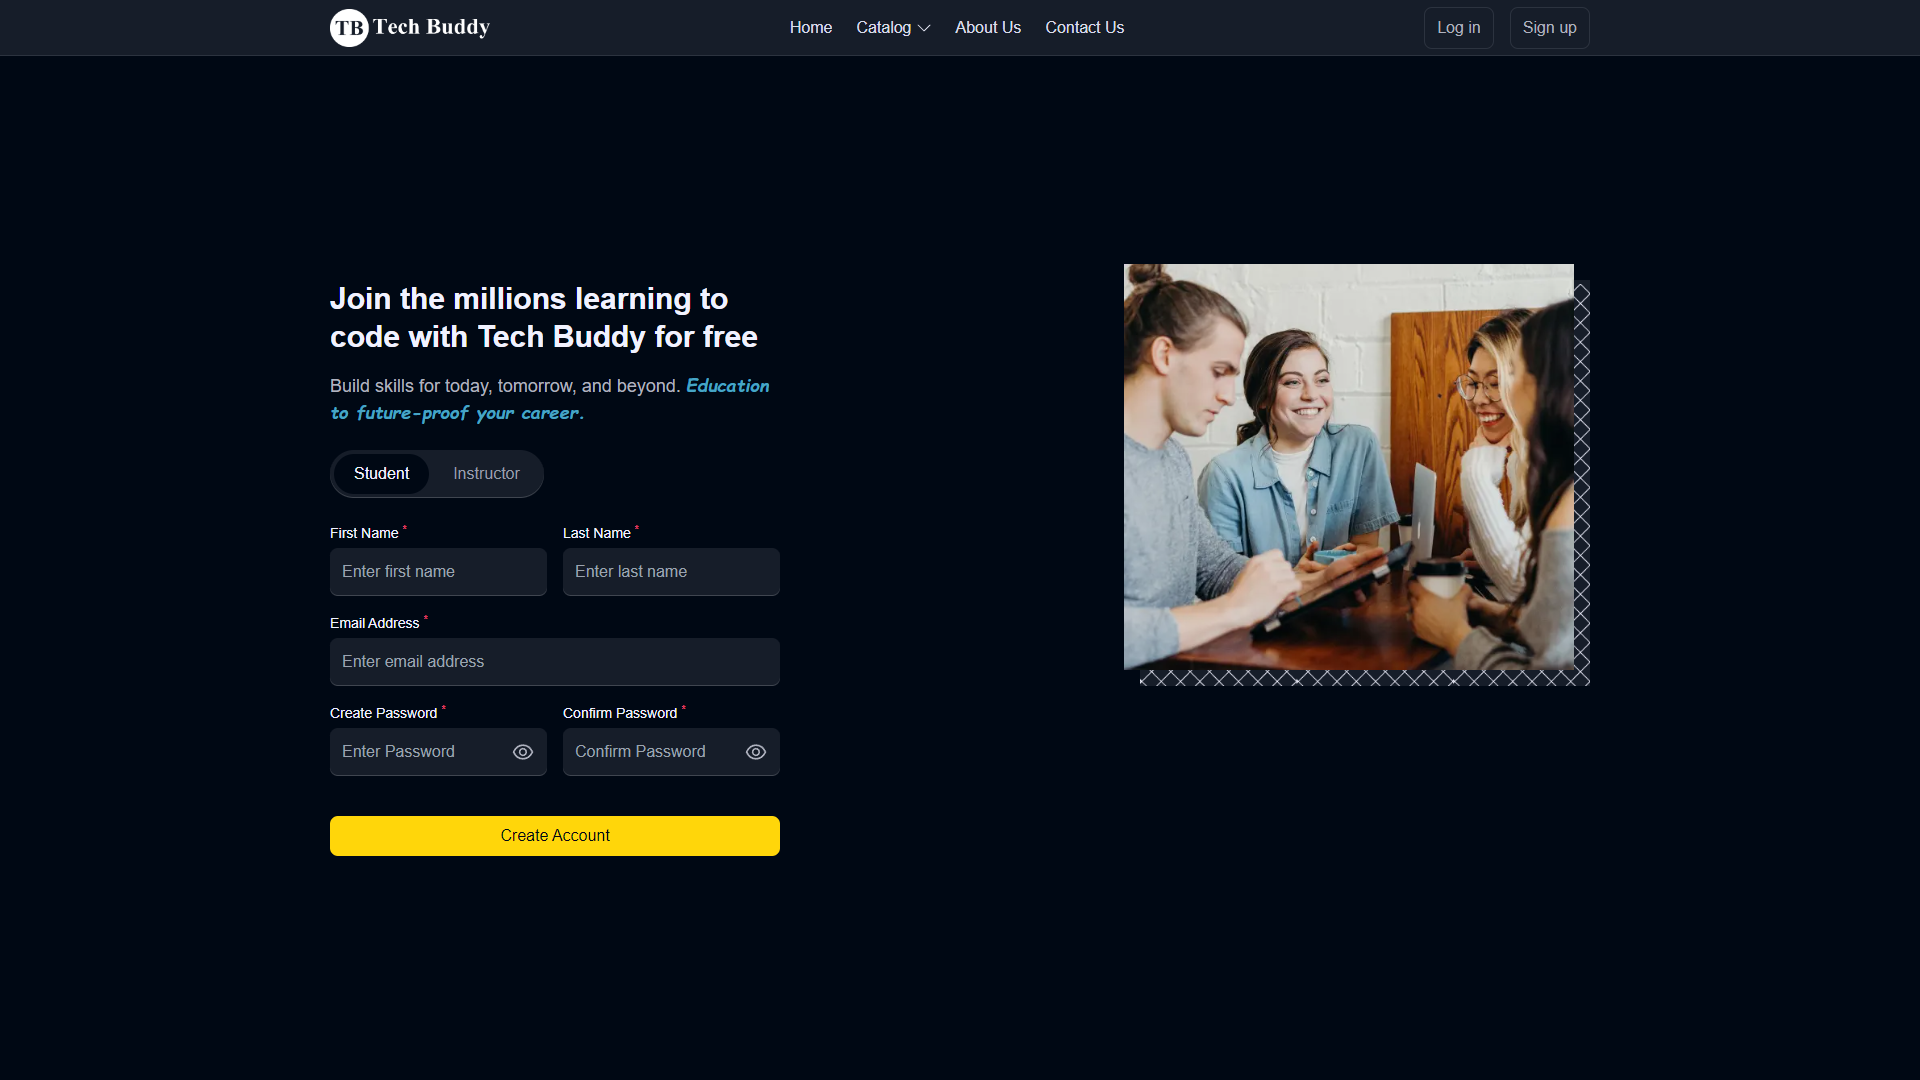 TB Tech Buddy
Home Catalog About Us Contact Us
Log in Sign up
Join the millions learning to
code with Tech Buddy for free
Build skills for today, tomorrow, and beyond. Education
to future-proof your career.
Student Instructor
First Name * Last Name *
Enter first name Enter last name
Email Address *
Enter email address
Create Password * Confirm Password *
Enter Password Confirm Password
Create Account